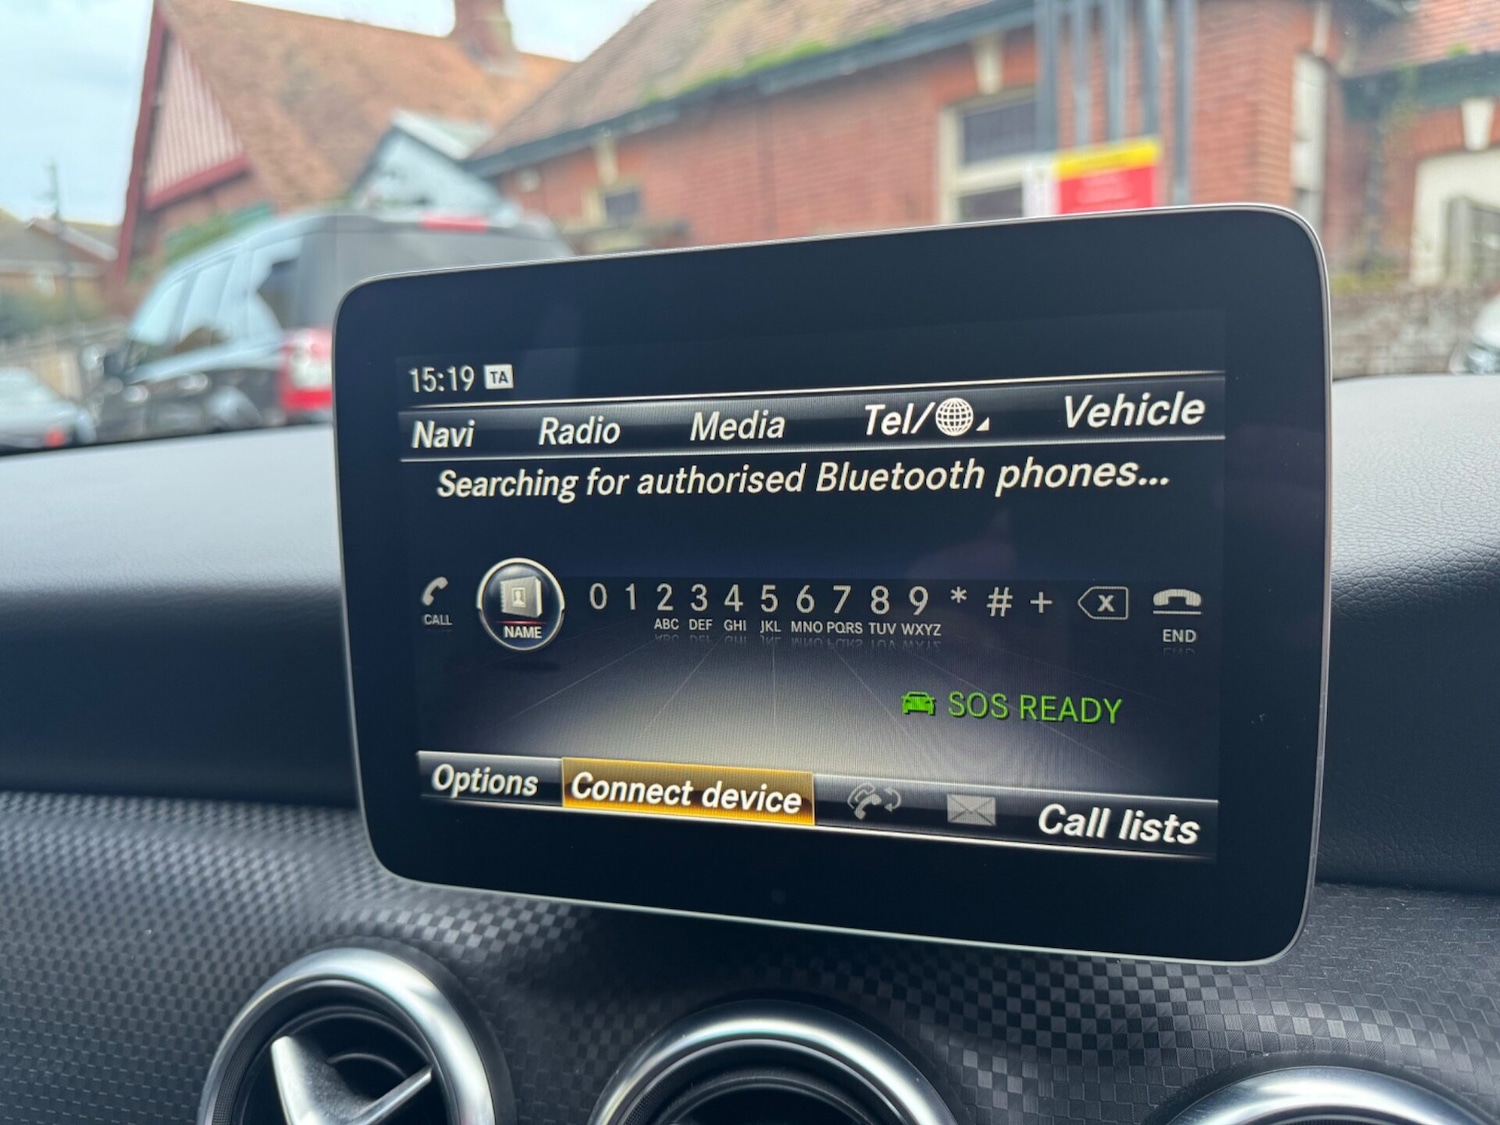 15:19 TA
Navi Radio Media Tel/ Vehicle
Searching for authorised Bluetooth phones...
CALL NAME 0 1 2 ABC 3 DEF 4 GHI 5 JKL 6 MNO 7 PQRS 8 TUV 9 WXYZ * # + X END
SOS READY
Options Connect device Call lists